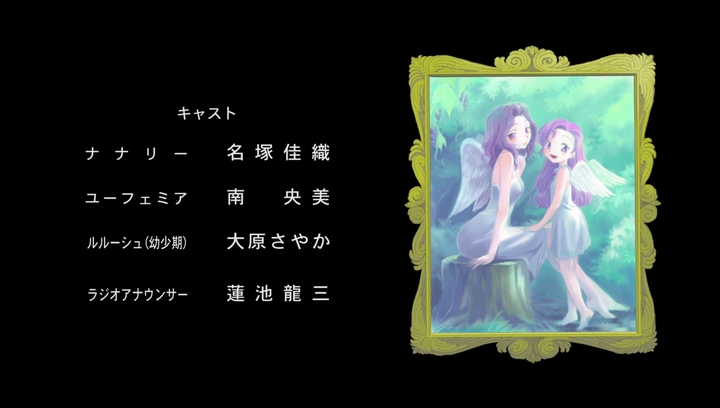 キャスト
ナナリー 名塚佳織
ユーフェミア 南 央美
ルルーシュ(幼少期) 大原さやか
ラジオアナウンサー 蓮池龍三